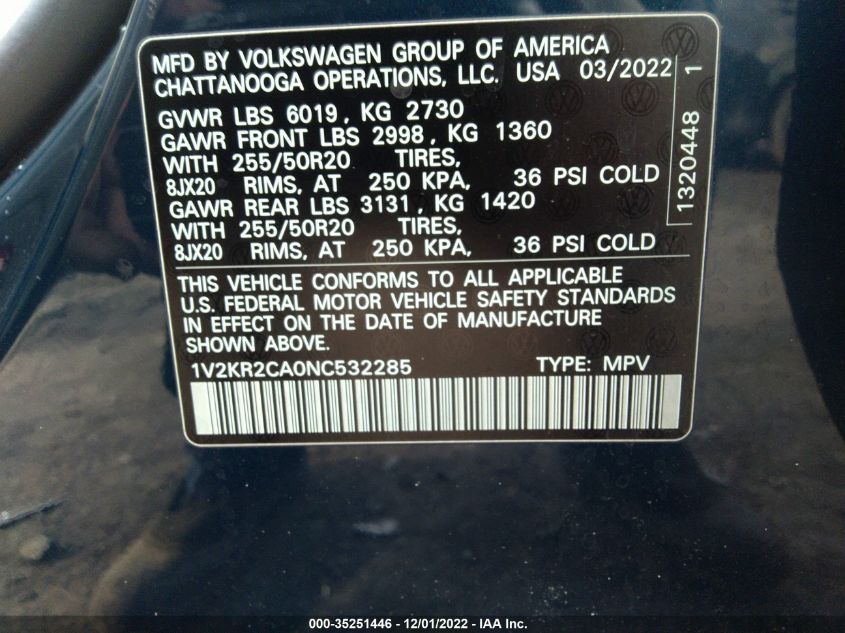 MFD BY VOLKSWAGEN GROUP OF AMERICA
CHATTANOOGA OPERATIONS, LLC. USA 03/2022
GVWR LBS 6019, KG 2730
GAWR FRONT LBS 2998, KG 1360
WITH 255/50R20 TIRES,
8JX20 RIMS, AT 250 KPA, 36 PSI COLD
GAWR REAR LBS 3131, KG 1420
WITH 255/50R20 TIRES,
8JX20 RIMS, AT 250 KPA, 36 PSI COLD
1320448 1
THIS VEHICLE CONFORMS TO ALL APPLICABLE
U.S. FEDERAL MOTOR VEHICLE SAFETY STANDARDS
IN EFFECT ON THE DATE OF MANUFACTURE
SHOWN ABOVE.
1V2KR2CA0NC532285 TYPE: MPV
000-35251446 - 12/01/2022 - IAA Inc.